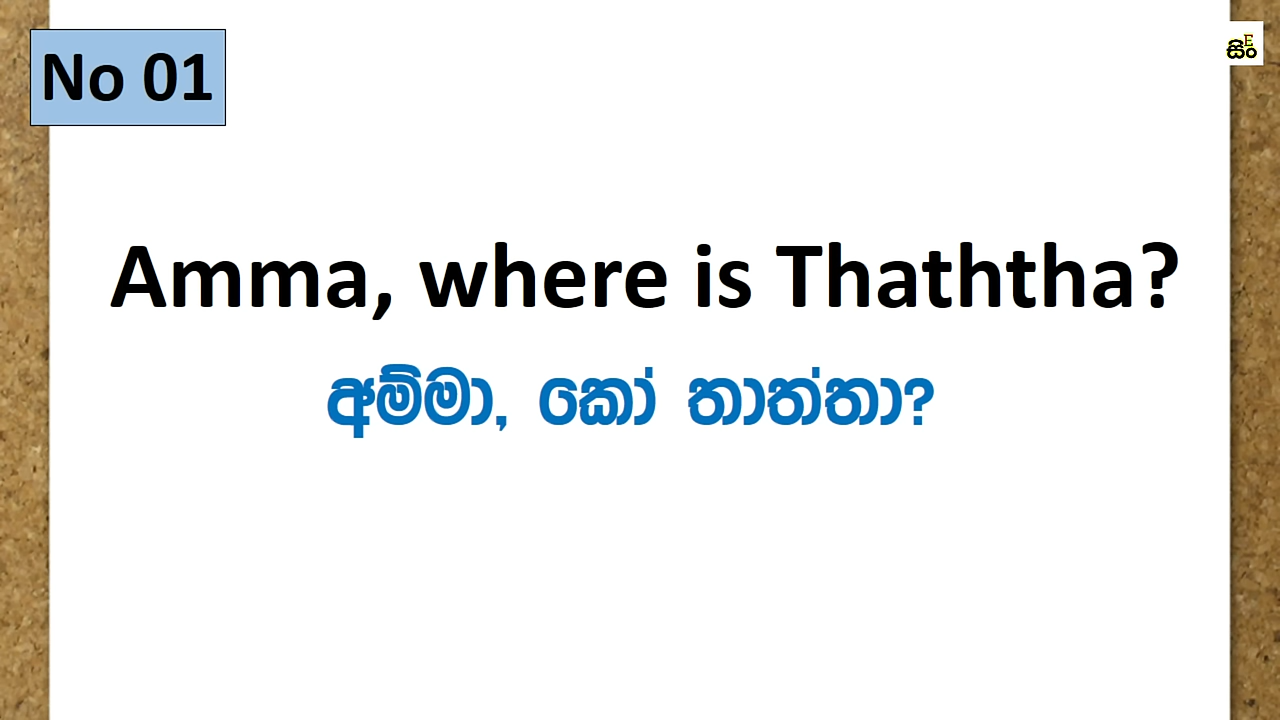 No 01
සිං
E
Amma, where is Thaththa?
අම්මා, කෝ තාත්තා?